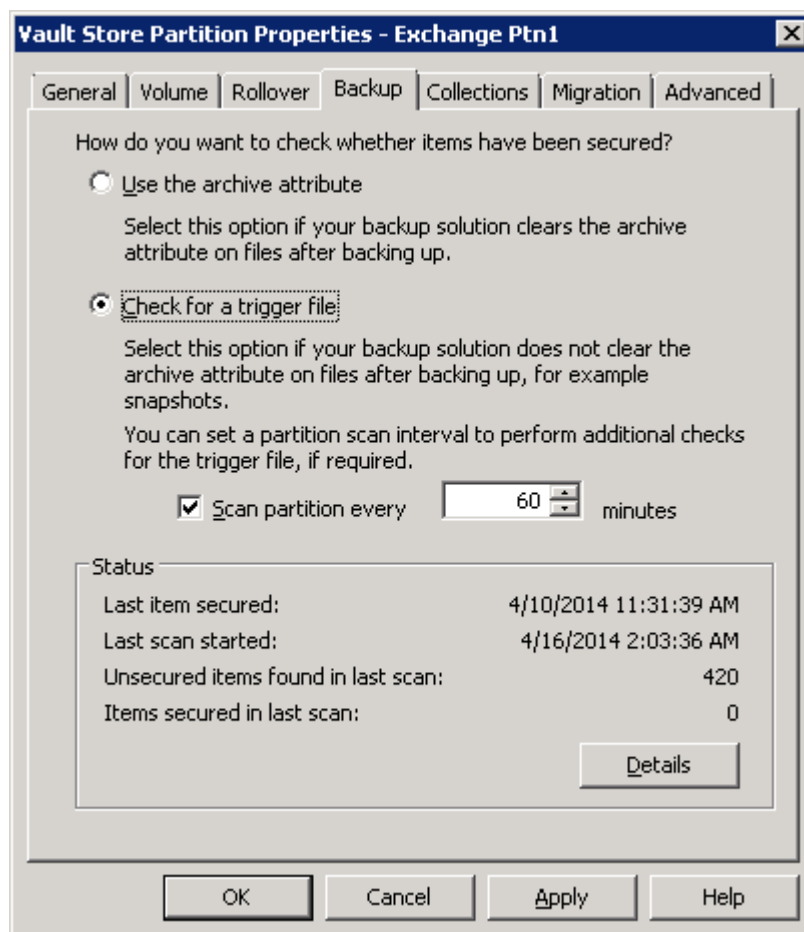 Vault Store Partition Properties - Exchange Ptn1
General Volume Rollover Backup Collections Migration Advanced
How do you want to check whether items have been secured?
Use the archive attribute
Select this option if your backup solution clears the archive
attribute on files after backing up.
Check for a trigger file
Select this option if your backup solution does not clear the
archive attribute on files after backing up, for example
snapshots.
You can set a partition scan interval to perform additional checks
for the trigger file, if required.
Scan partition every 60 minutes
Status
Last item secured: 4/10/2014 11:31:39 AM
Last scan started: 4/16/2014 2:03:36 AM
Unsecured items found in last scan: 420
Items secured in last scan: 0
Details
OK Cancel Apply Help